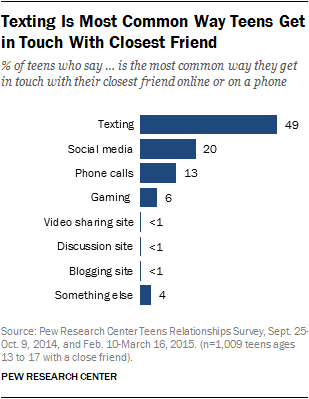 Texting Is Most Common Way Teens Get
in Touch With Closest Friend
% of teens who say ... is the most common way they get
in touch with their closest friend online or on a phone
Texting 49
Social media 20
Phone calls 13
Gaming 6
Video sharing site <1
Discussion site <1
Blogging site <1
Something else 4
Source: Pew Research Center Teens Relationships Survey, Sept. 25-
Oct. 9, 2014, and Feb. 10-March 16, 2015. (n=1,009 teens ages
13 to 17 with a close friend).
PEW RESEARCH CENTER